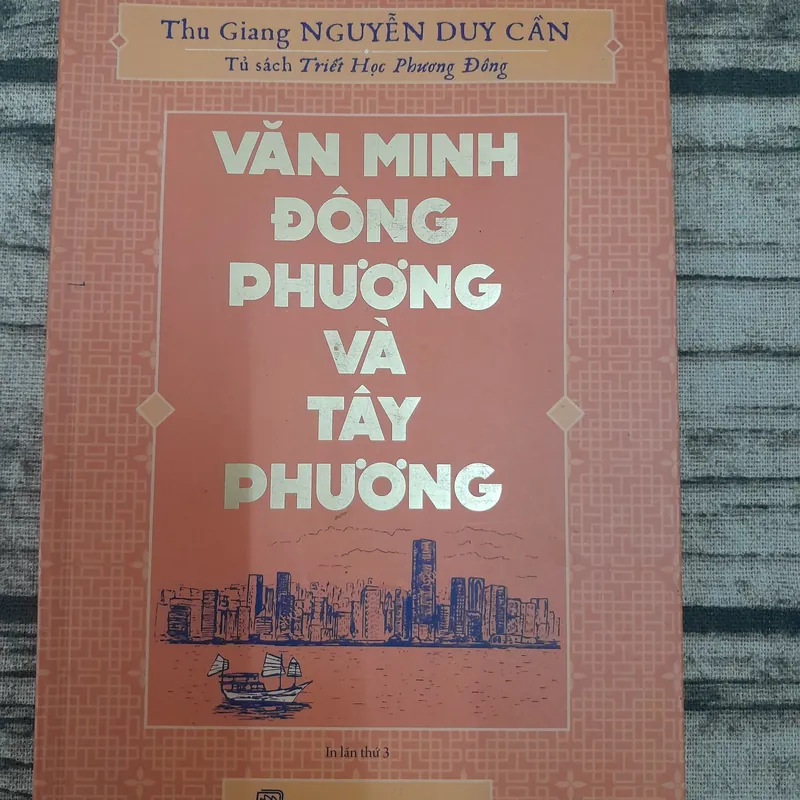 Thu Giang NGUYỄN DUY CẦN
Tủ sách Triết Học Phương Đông
VĂN MINH
ĐÔNG
PHƯƠNG
VÀ
TÂY
PHƯƠNG
In lần thứ 3